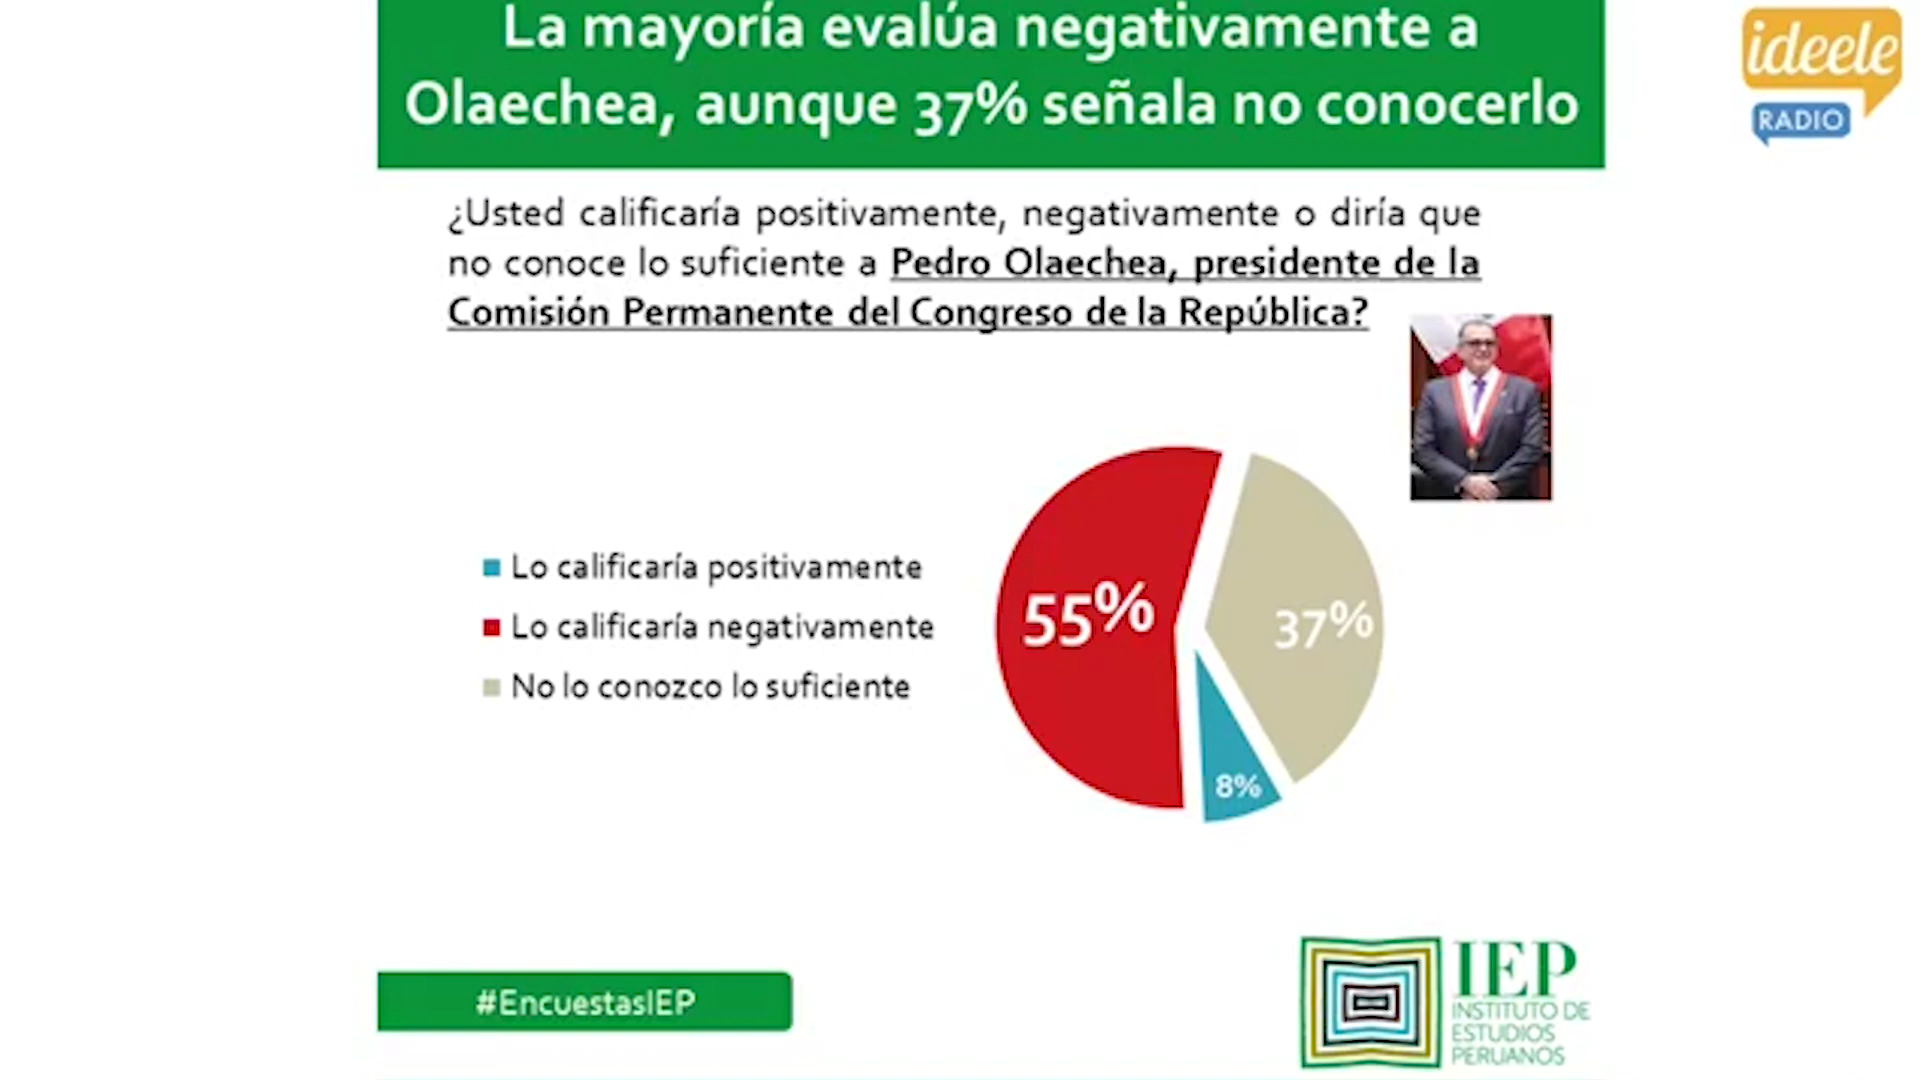 La mayoría evalúa negativamente a
Olaechea, aunque 37% señala no conocerlo
ideele
RADIO
¿Usted calificaría positivamente, negativamente o diría que
no conoce lo suficiente a Pedro Olaechea, presidente de la
Comisión Permanente del Congreso de la República?
Lo calificaría positivamente
Lo calificaría negativamente
No lo conozco lo suficiente
55%
37%
8%
#EncuestasIEP
IEP
INSTITUTO DE
ESTUDIOS
PERUANOS